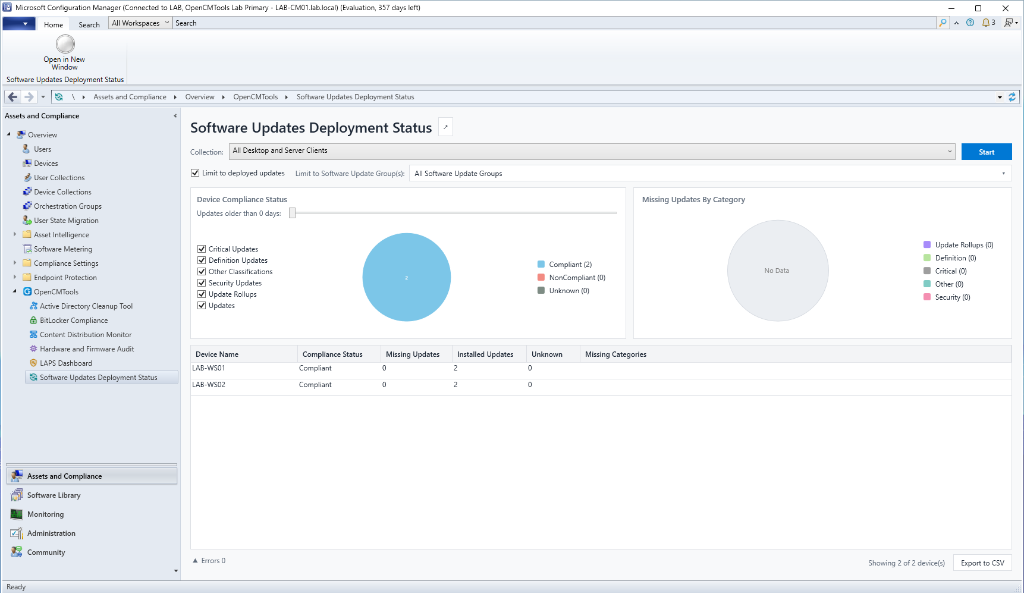 Microsoft Configuration Manager (Connected to LAB, OpenCMTools Lab Primary - LAB-CM01.lab.local) (Evaluation, 357 days left)
Home Search All Workspaces Search 3
Open in New
Window
Software Updates Deployment Status
\ Assets and Compliance Overview OpenCMTools Software Updates Deployment Status
Assets and Compliance
Overview
Users
Devices
User Collections
Device Collections
Orchestration Groups
User State Migration
Asset Intelligence
Software Metering
Compliance Settings
Endpoint Protection
OpenCMTools
Active Directory Cleanup Tool
BitLocker Compliance
Content Distribution Monitor
Hardware and Firmware Audit
LAPS Dashboard
Software Updates Deployment Status
Assets and Compliance
Software Library
Monitoring
Administration
Community
Software Updates Deployment Status
Collection: All Desktop and Server Clients Start
Limit to deployed updates Limit to Software Update Group(s): All Software Update Groups
Device Compliance Status
Updates older than 0 days:
Critical Updates
Definition Updates
Other Classifications
Security Updates
Update Rollups
Updates
2
Compliant (2)
NonCompliant (0)
Unknown (0)
Missing Updates By Category
No Data
Update Rollups (0)
Definition (0)
Critical (0)
Other (0)
Security (0)
Device Name Compliance Status Missing Updates Installed Updates Unknown Missing Categories
LAB-WS01 Compliant 0 2 0
LAB-WS02 Compliant 0 2 0
Errors 0 Showing 2 of 2 device(s) Export to CSV
Ready